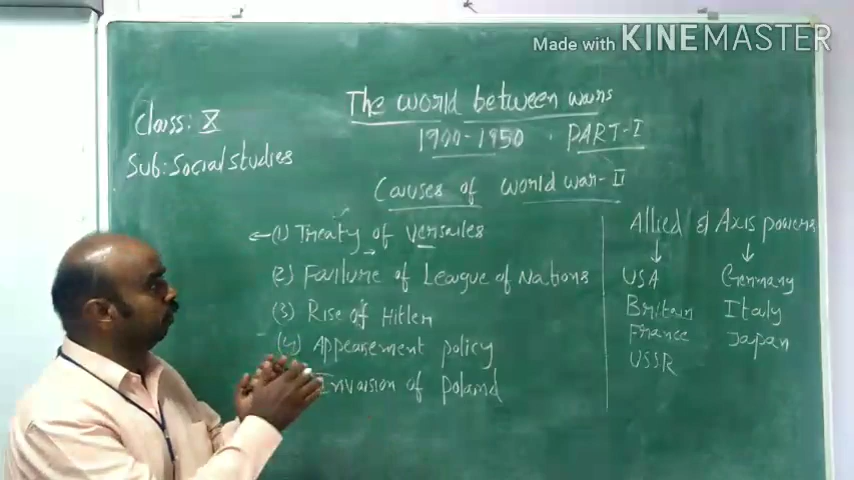 Made with KINEMASTER
The world between wars
Class: X
1900-1950 . PART-I
Sub: Social studies
Causes of world war-II
(1) Treaty of versailes
(2) Failure of League of Nations
(3) Rise of Hitler
(4) Appeasement policy
Invasion of poland
Allied & Axis powers
USA Germany
Britain Italy
France Japan
USSR